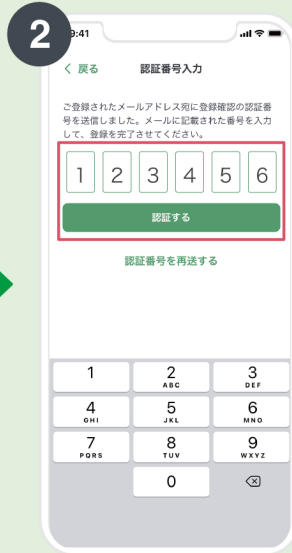 2
9:41
戻る
認証番号入力
ご登録されたメールアドレス宛に登録確認の認証番
号を送信しました。メールに記載された番号を入力
して、登録を完了させてください。
1 2 3 4 5 6
認証する
認証番号を再送する
1 2 3
ABC DEF
4 5 6
GHI JKL MNO
7 8 9
PQRS TUV WXYZ
0